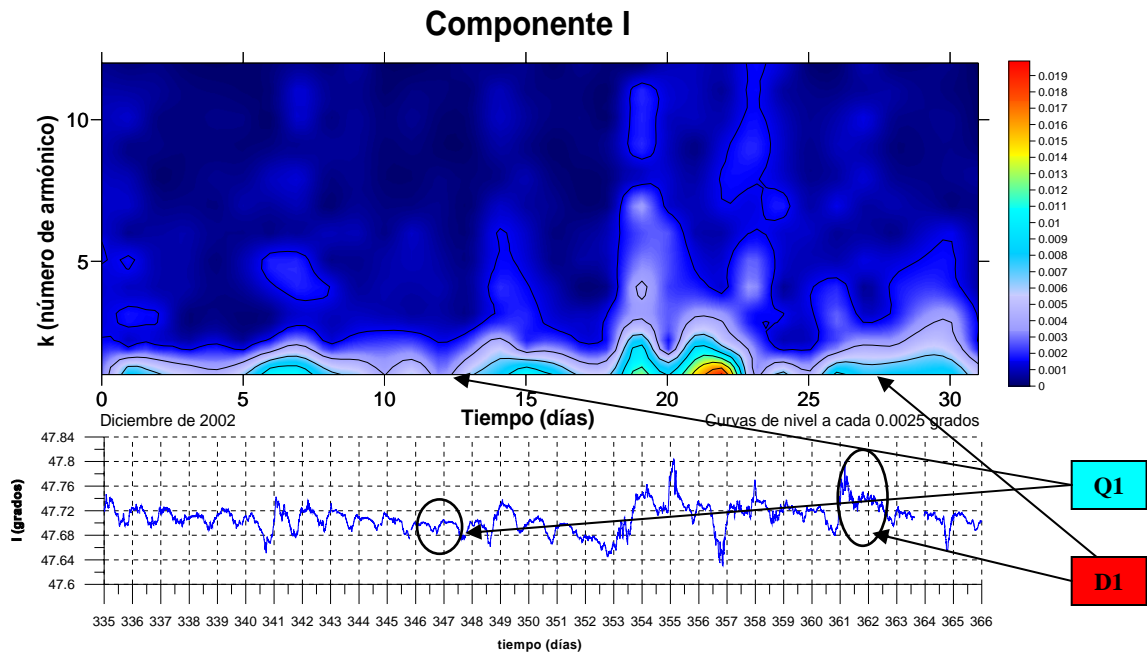 Componente I
k (número de armónico)
10
5
0 5 10 15 20 25 30
Diciembre de 2002
Tiempo (días)
Curvas de nivel a cada 0.0025 grados
0.019
0.018
0.017
0.016
0.015
0.014
0.013
0.012
0.011
0.01
0.009
0.008
0.007
0.006
0.005
0.004
0.003
0.002
0.001
0
I (grados)
47.84
47.8
47.76
47.72
47.68
47.64
47.6
335 336 337 338 339 340 341 342 343 344 345 346 347 348 349 350 351 352 353 354 355 356 357 358 359 360 361 362 363 364 365 366
tiempo (días)
Q1
D1